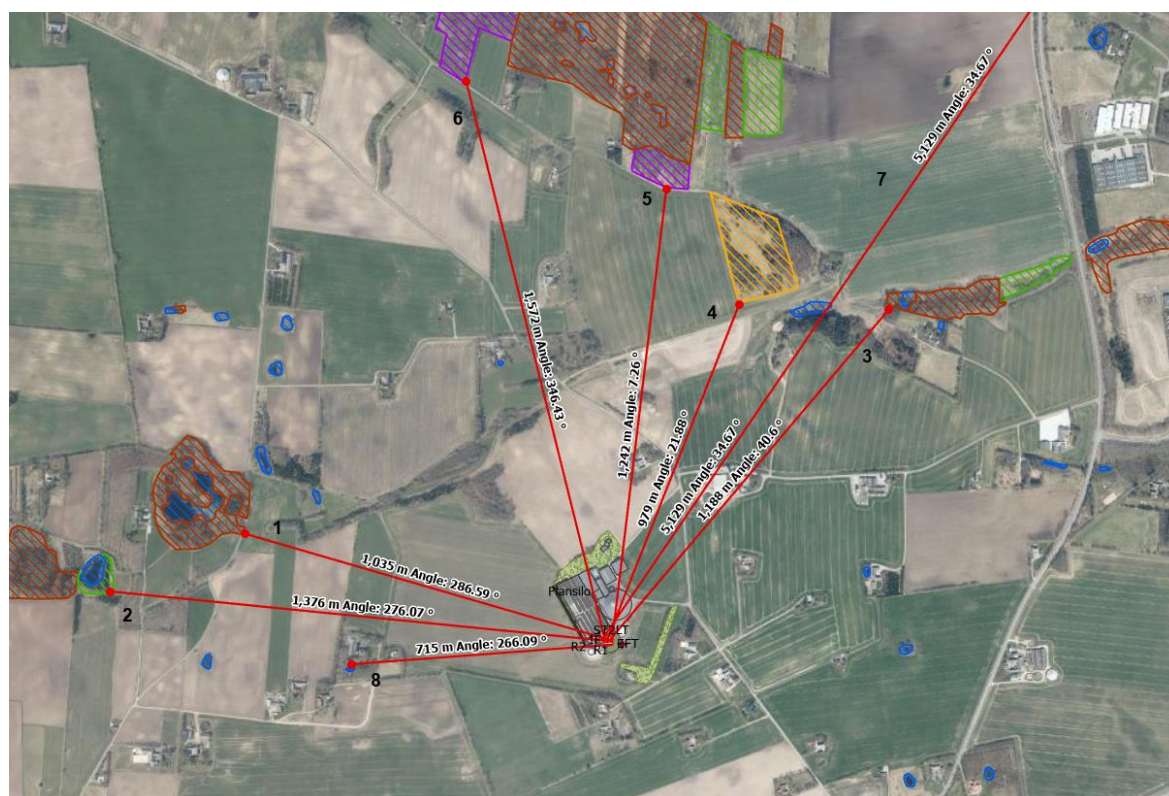 6
5,129 m Angle: 34.67 °
7
5
4
3
1,572 m Angle: 346.43 °
1,242 m Angle: 7.26 °
979 m Angle: 21.88 °
5,129 m Angle: 34.67 °
1,188 m Angle: 40.6 °
1
1,035 m Angle: 286.59 °
Plansilo
2
1,376 m Angle: 276.07 °
715 m Angle: 266.09 °
8
R2
R1